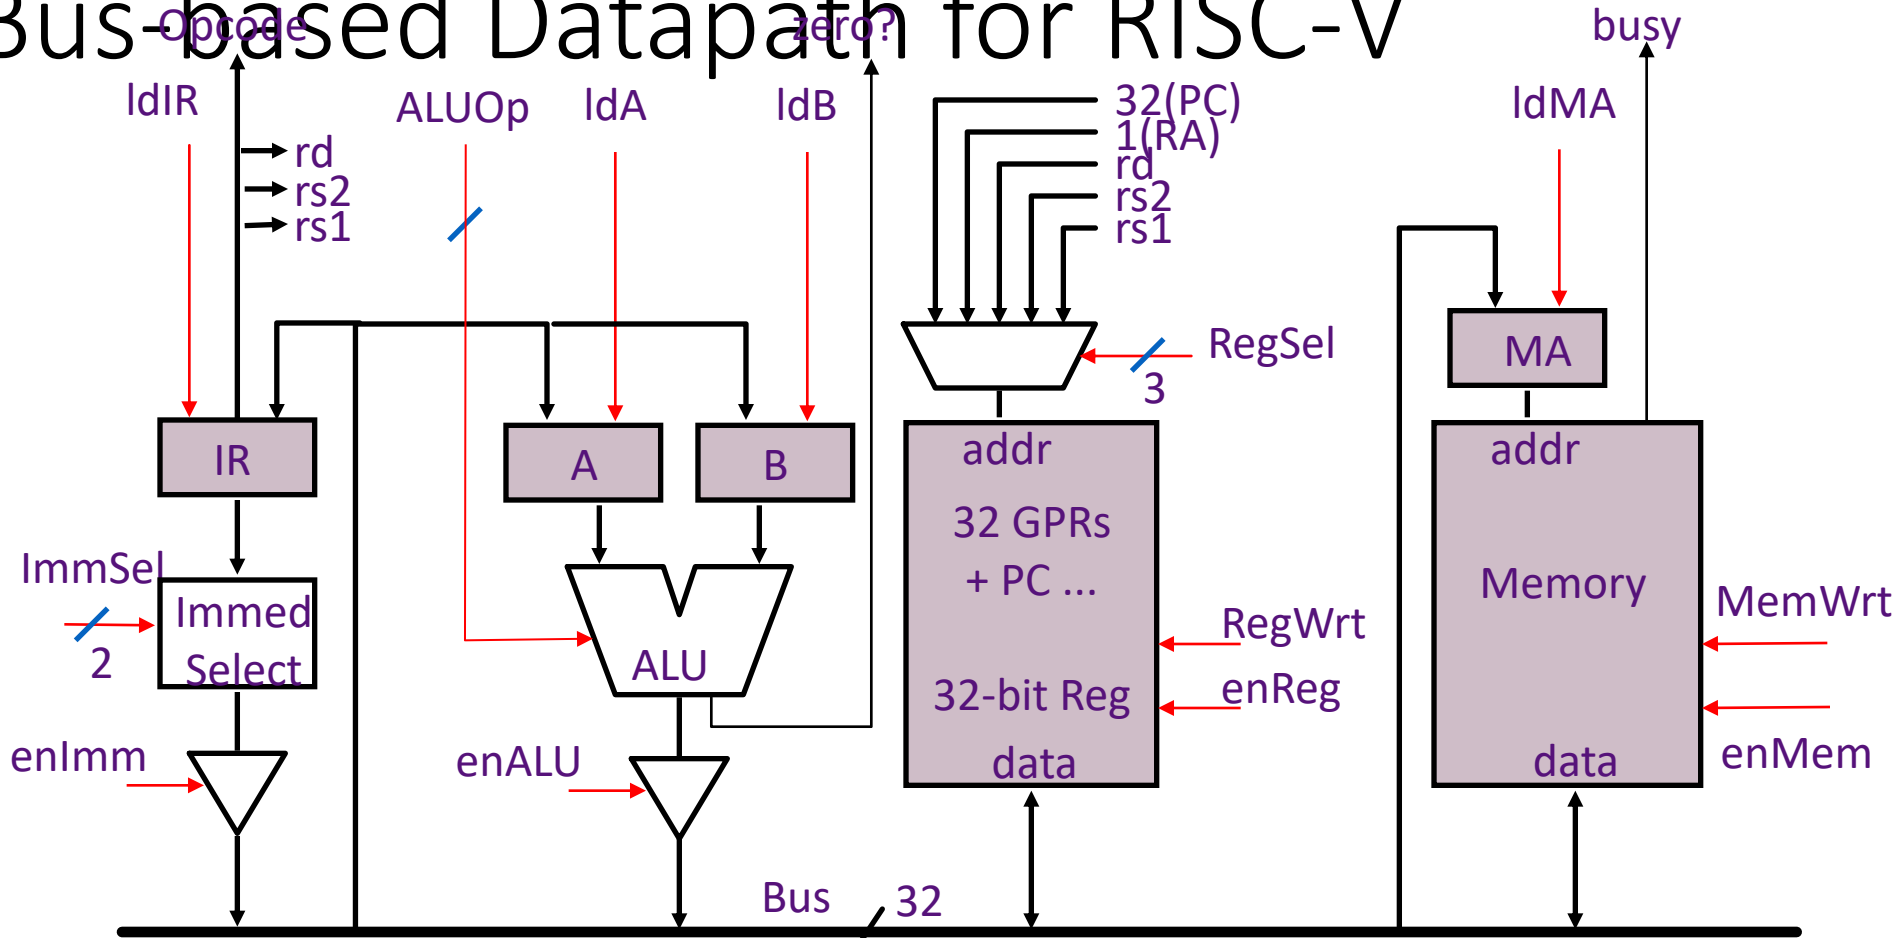 Bus-based Datapath for RISC-V
Opcode
zero?
busy
ldIR
ALUOp
ldA
ldB
32(PC)
1(RA)
rd
rs2
rs1
ldMA
rd
rs2
rs1
RegSel
3
MA
IR
A
B
addr
32 GPRs
+ PC ...
32-bit Reg
data
addr
Memory
data
ImmSel
2
Immed
Select
ALU
RegWrt
enReg
MemWrt
enMem
enImm
enALU
Bus
32